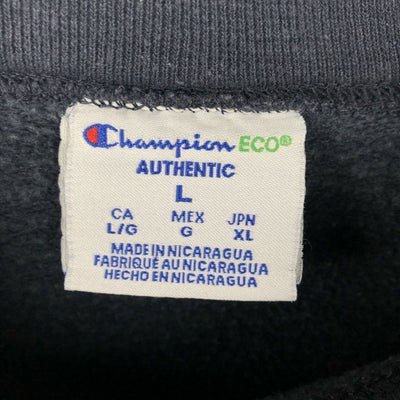 Champion ECO®
AUTHENTIC
L
CA MEX JPN
L/G G XL
MADE IN NICARAGUA
FABRIQUÉ AU NICARAGUA
HECHO EN NICARAGUA